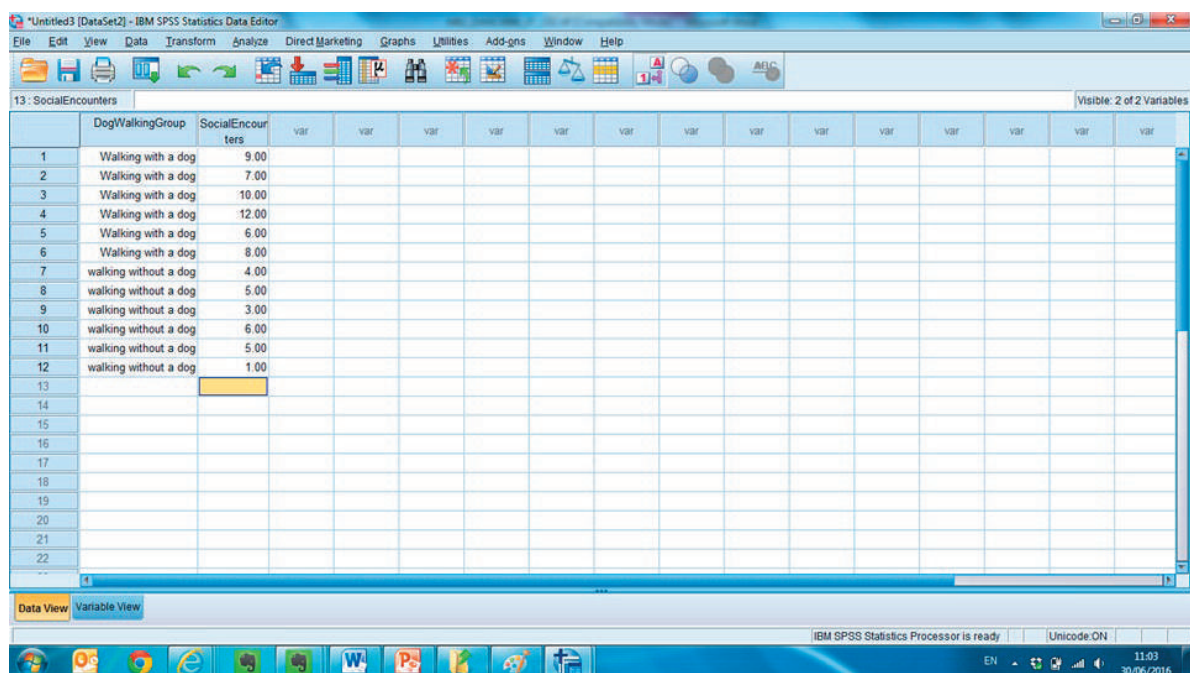 *Untitled3 [DataSet2] - IBM SPSS Statistics Data Editor
File Edit View Data Transform Analyze Direct Marketing Graphs Utilities Add-ons Window Help
13 : SocialEncounters Visible: 2 of 2 Variables
DogWalkingGroup SocialEncounters var var var var var var var var var var var var var var
1 Walking with a dog 9.00
2 Walking with a dog 7.00
3 Walking with a dog 10.00
4 Walking with a dog 12.00
5 Walking with a dog 6.00
6 Walking with a dog 8.00
7 walking without a dog 4.00
8 walking without a dog 5.00
9 walking without a dog 3.00
10 walking without a dog 6.00
11 walking without a dog 5.00
12 walking without a dog 1.00
13
14
15
16
17
18
19
20
21
22
Data View Variable View
IBM SPSS Statistics Processor is ready Unicode:ON
EN 11:03
30/06/2016